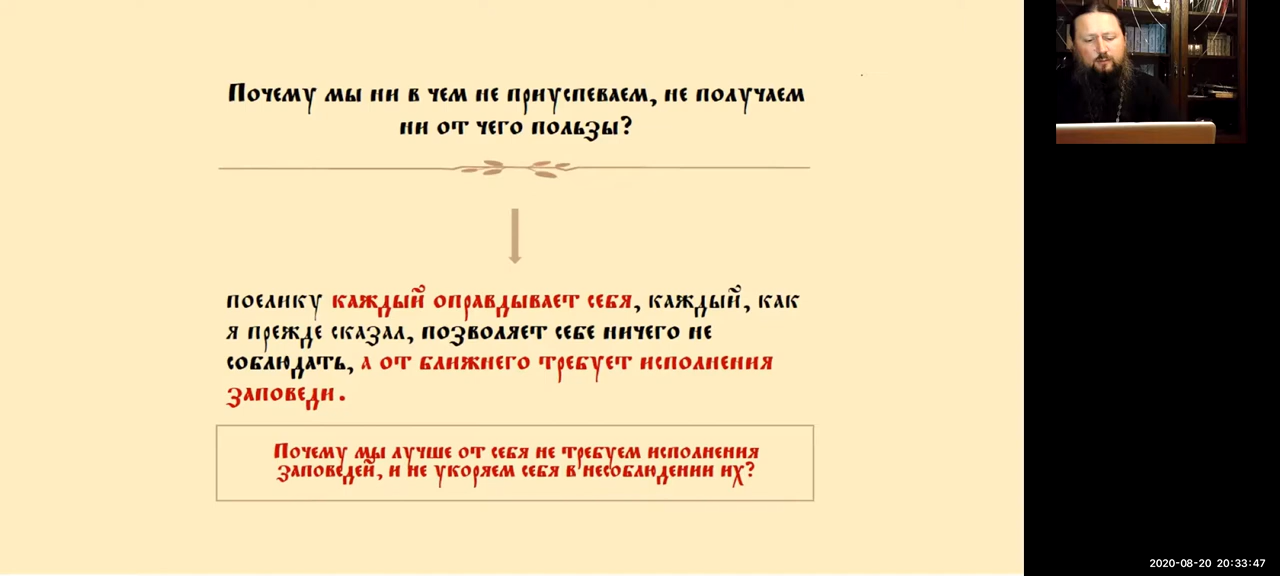 Почему мы ни в чем не приуспеваем, не получаем
ни от чего пользы?
поелику каждый оправдывает себя, каждый, как
я прежде сказал, позволяет себе ничего не
соблюдать, а от ближнего требует исполнения
заповеди.
Почему мы лучше от себя не требуем исполнения
заповедей, и не укоряем себя в несоблюдении их?
2020-08-20 20:33:47